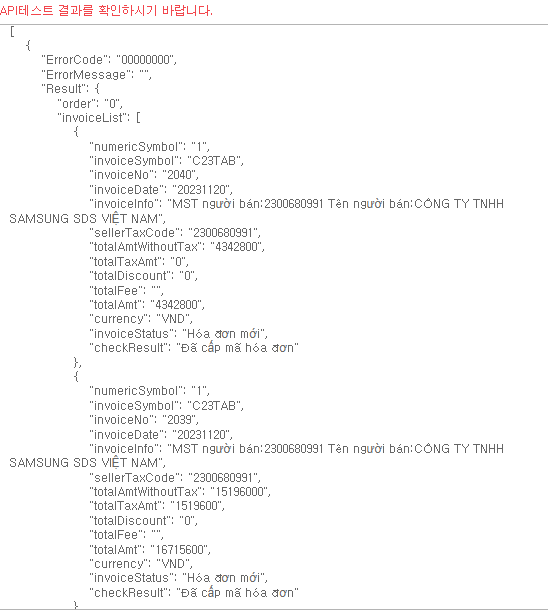 API테스트 결과를 확인하시기 바랍니다.
[
{
"ErrorCode": "00000000",
"ErrorMessage": "",
"Result": {
"order": "0",
"invoiceList": [
{
"numericSymbol": "1",
"invoiceSymbol": "C23TAB",
"invoiceNo": "2040",
"invoiceDate": "20231120",
"invoiceInfo": "MST người bán:2300680991 Tên người bán:CÔNG TY TNHH
SAMSUNG SDS VIỆT NAM",
"sellerTaxCode": "2300680991",
"totalAmtWithoutTax": "4342800",
"totalTaxAmt": "0",
"totalDiscount": "0",
"totalFee": "",
"totalAmt": "4342800",
"currency": "VND",
"invoiceStatus": "Hóa đơn mới",
"checkResult": "Đã cấp mã hóa đơn"
},
{
"numericSymbol": "1",
"invoiceSymbol": "C23TAB",
"invoiceNo": "2039",
"invoiceDate": "20231120",
"invoiceInfo": "MST người bán:2300680991 Tên người bán:CÔNG TY TNHH
SAMSUNG SDS VIỆT NAM",
"sellerTaxCode": "2300680991",
"totalAmtWithoutTax": "15196000",
"totalTaxAmt": "1519600",
"totalDiscount": "0",
"totalFee": "",
"totalAmt": "16715600",
"currency": "VND",
"invoiceStatus": "Hóa đơn mới",
"checkResult": "Đã cấp mã hóa đơn"
}